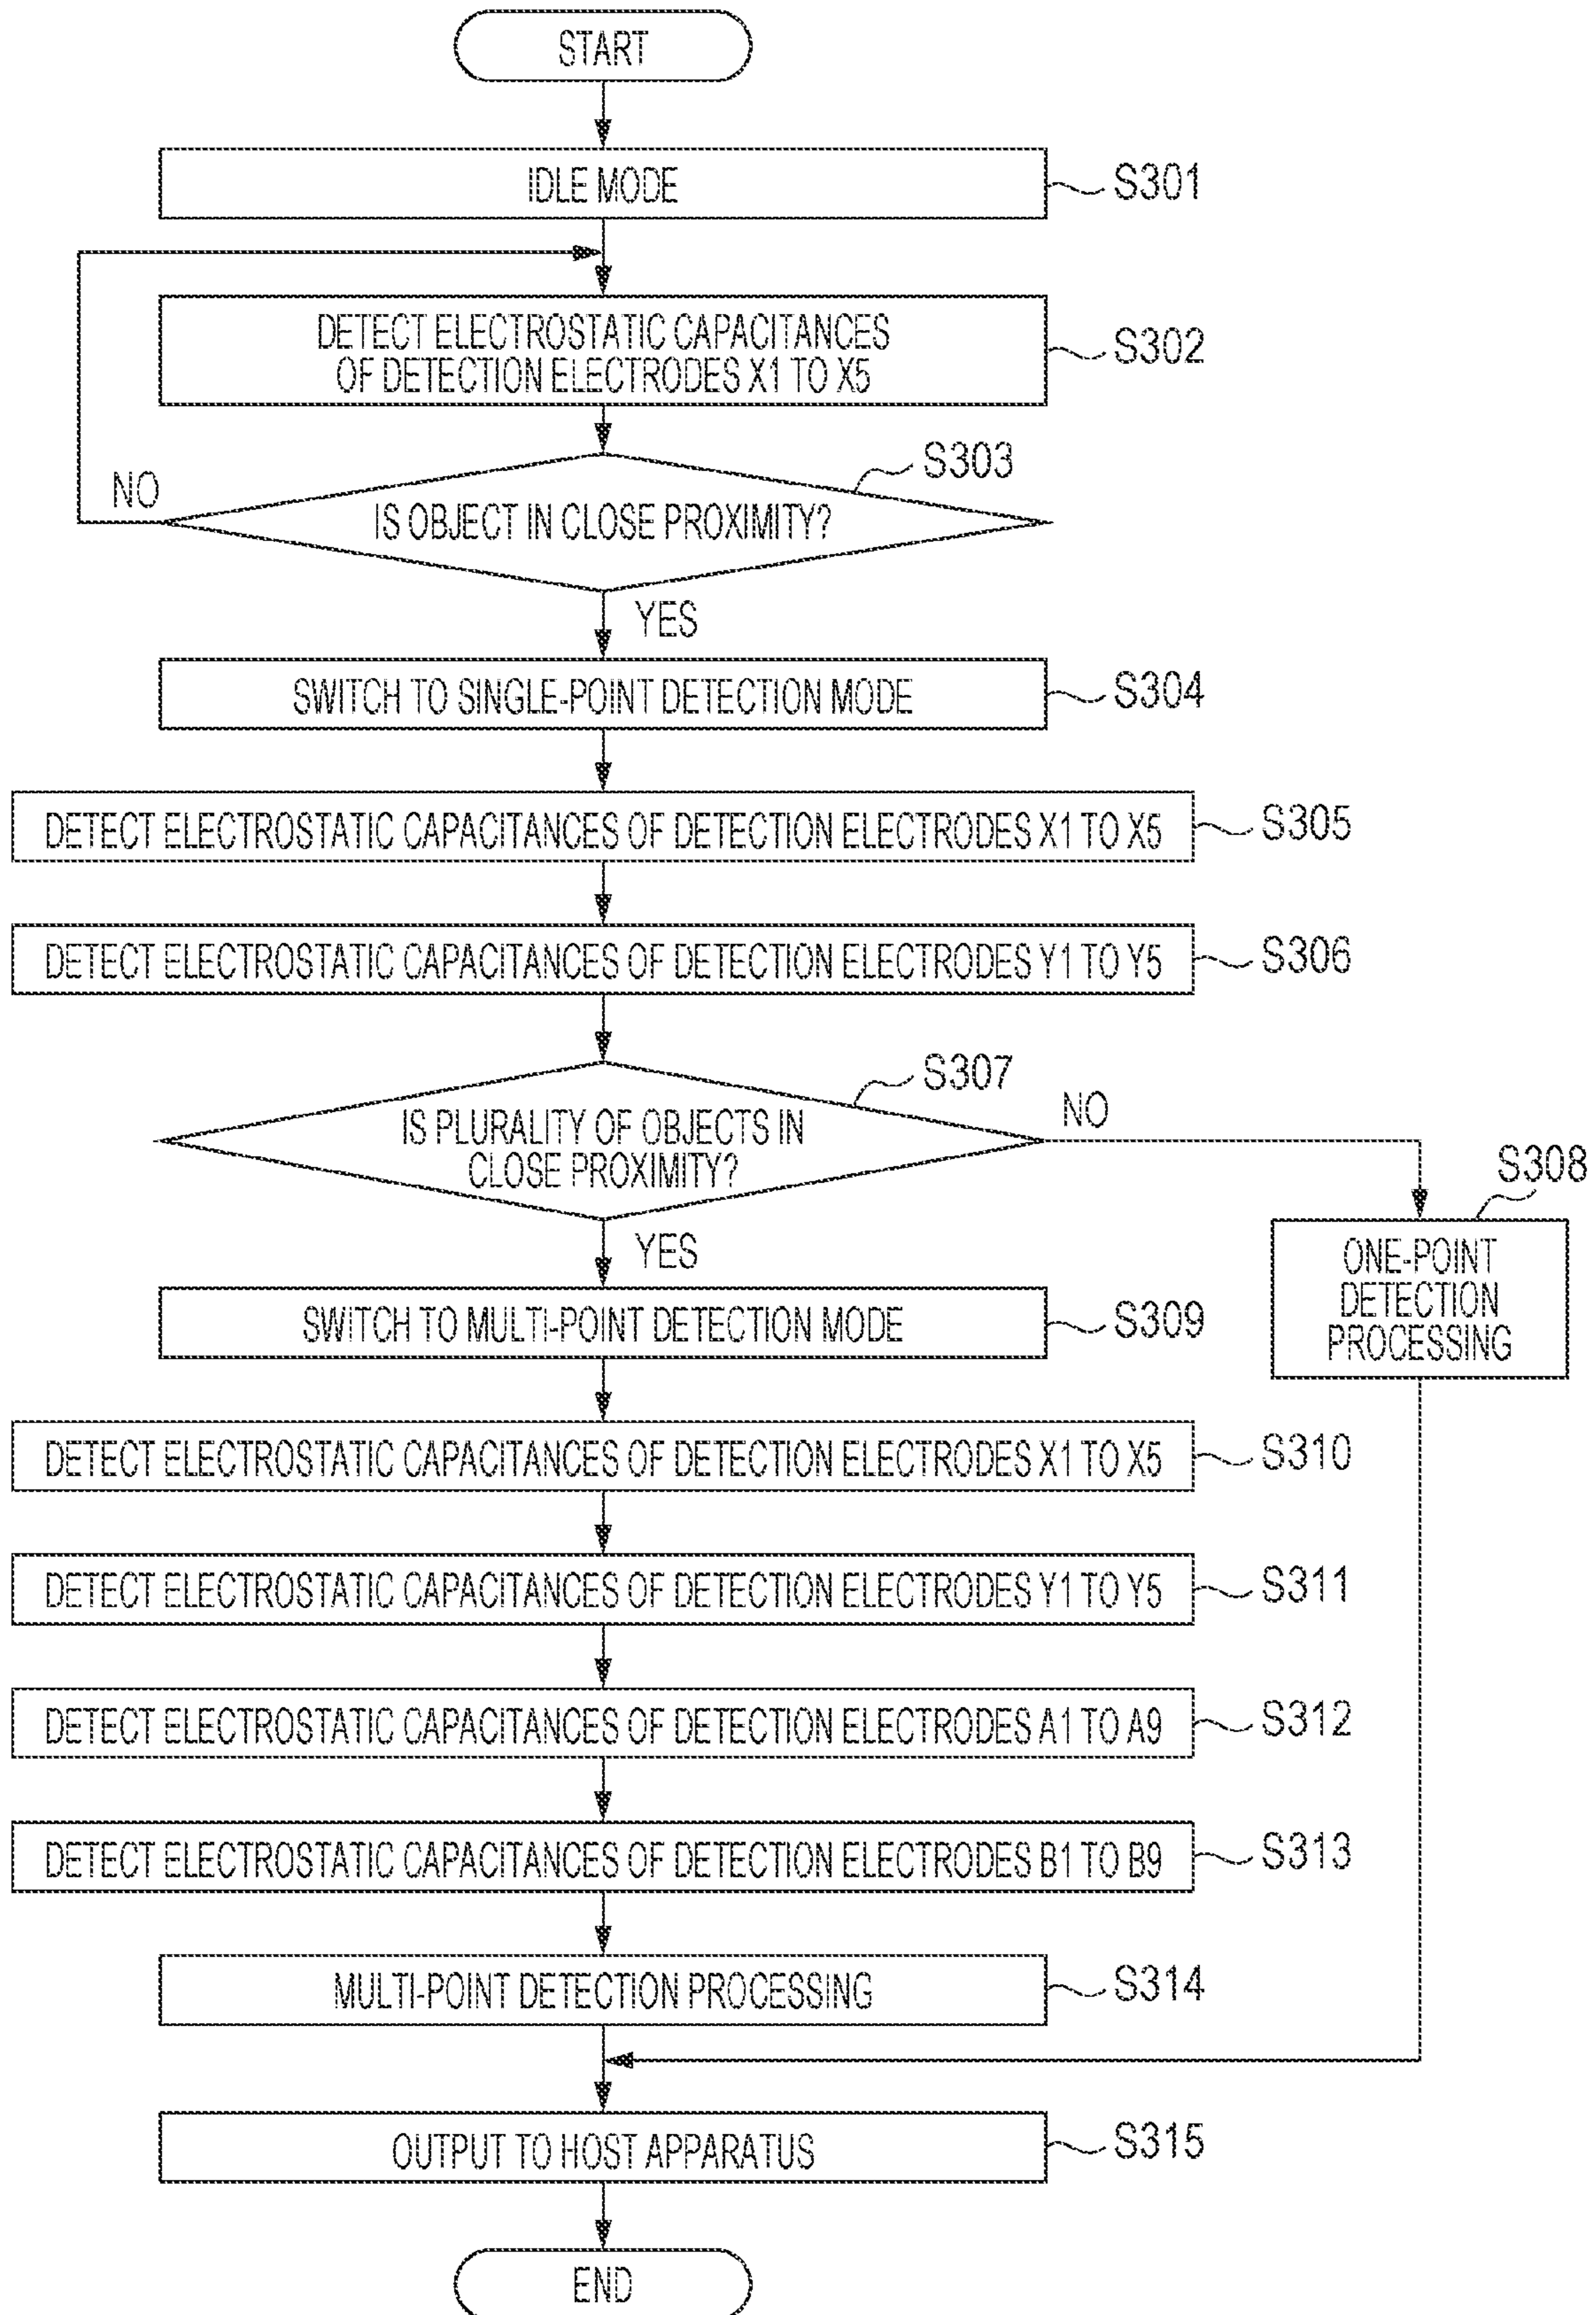 START
IDLE MODE
S301
DETECT ELECTROSTATIC CAPACITANCES
OF DETECTION ELECTRODES X1 TO X5
S302
S303
NO
IS OBJECT IN CLOSE PROXIMITY?
YES
SWITCH TO SINGLE-POINT DETECTION MODE
S304
DETECT ELECTROSTATIC CAPACITANCES OF DETECTION ELECTRODES X1 TO X5
S305
DETECT ELECTROSTATIC CAPACITANCES OF DETECTION ELECTRODES Y1 TO Y5
S306
S307
IS PLURALITY OF OBJECTS IN
CLOSE PROXIMITY?
NO
S308
ONE-POINT
DETECTION
PROCESSING
YES
SWITCH TO MULTI-POINT DETECTION MODE
S309
DETECT ELECTROSTATIC CAPACITANCES OF DETECTION ELECTRODES X1 TO X5
S310
DETECT ELECTROSTATIC CAPACITANCES OF DETECTION ELECTRODES Y1 TO Y5
S311
DETECT ELECTROSTATIC CAPACITANCES OF DETECTION ELECTRODES A1 TO A9
S312
DETECT ELECTROSTATIC CAPACITANCES OF DETECTION ELECTRODES B1 TO B9
S313
MULTI-POINT DETECTION PROCESSING
S314
OUTPUT TO HOST APPARATUS
S315
END